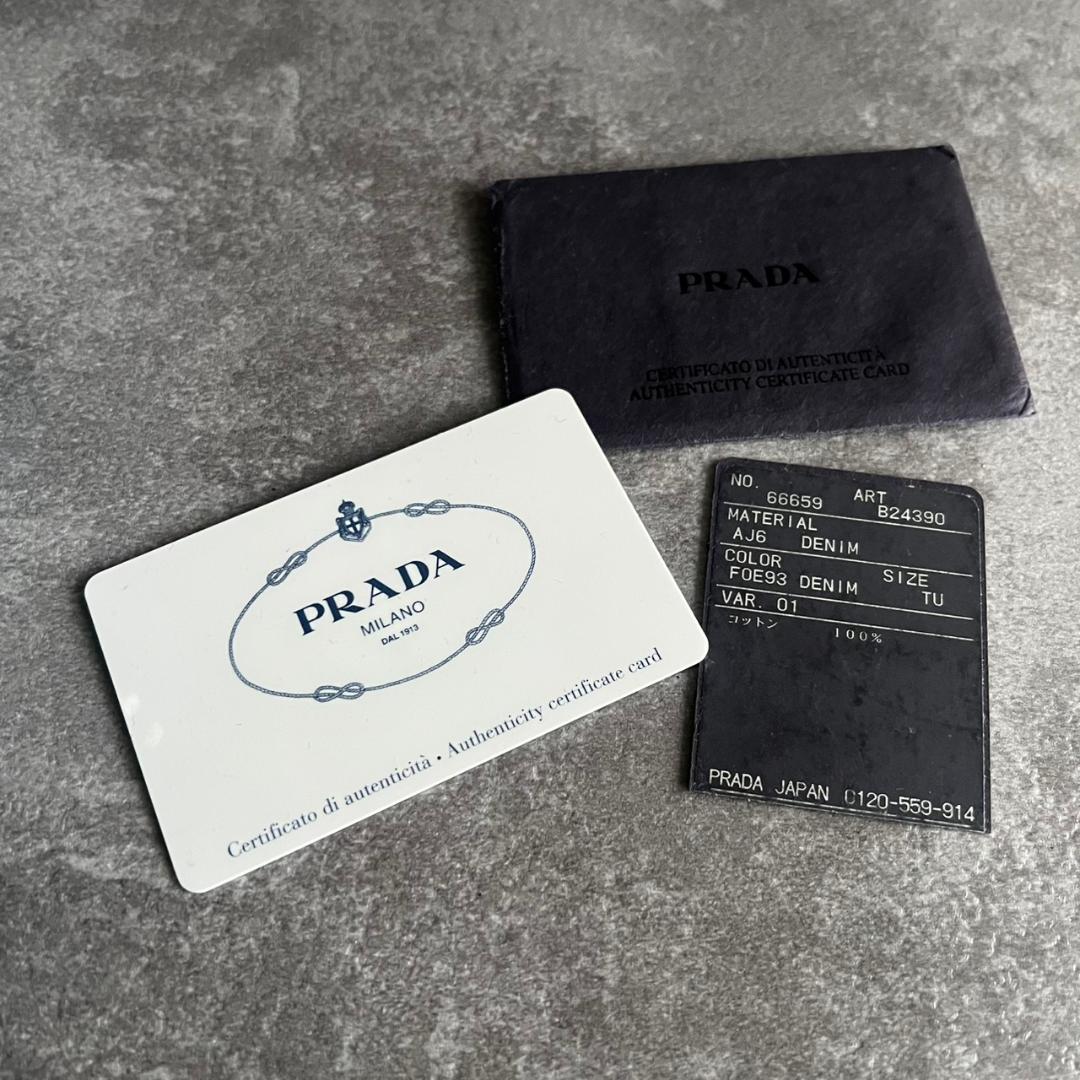 PRADA
CERTIFICATO DI AUTENTICITÀ
AUTHENTICITY CERTIFICATE CARD
PRADA
MILANO
DAL 1913
Certificato di autenticità • Authenticity certificate card
NO. ART
66659 B24390
MATERIAL
AJ6 DENIM
COLOR SIZE
F0E93 DENIM TU
VAR. 01
コットン 100%
PRADA JAPAN 0120-559-914